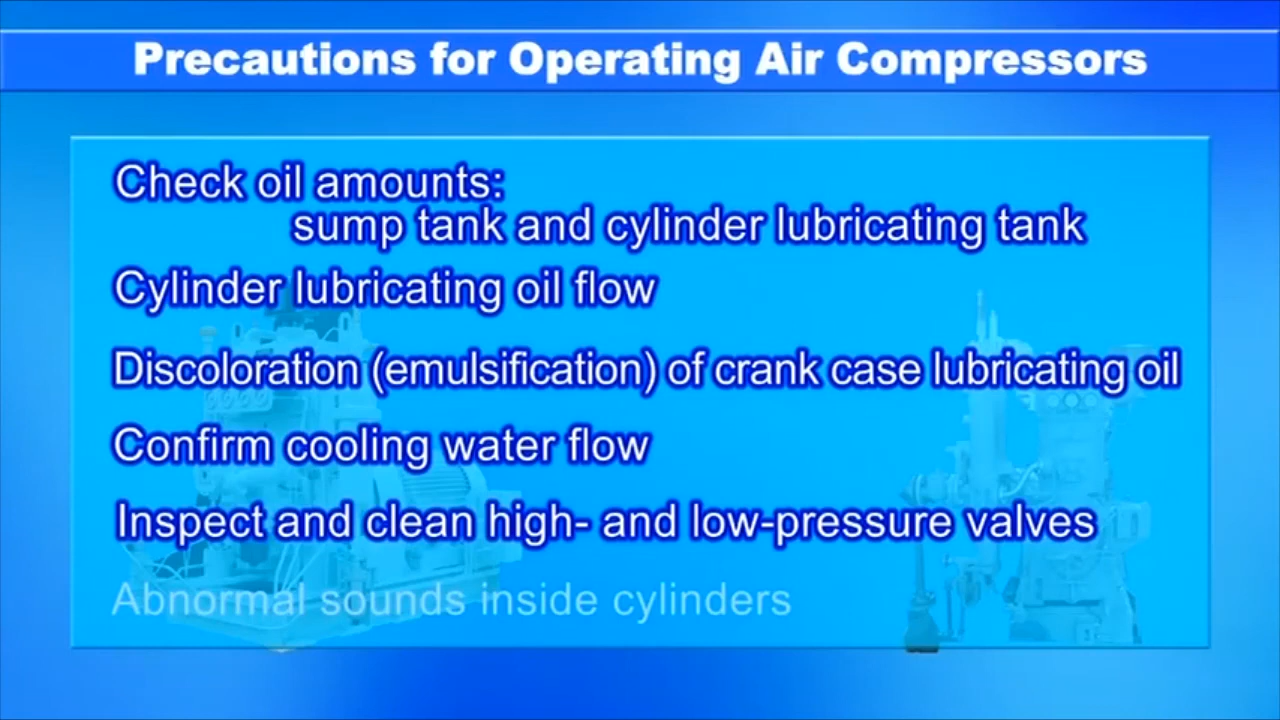 Precautions for Operating Air Compressors
Check oil amounts:
sump tank and cylinder lubricating tank
Cylinder lubricating oil flow
Discoloration (emulsification) of crank case lubricating oil
Confirm cooling water flow
Inspect and clean high- and low-pressure valves
Abnormal sounds inside cylinders